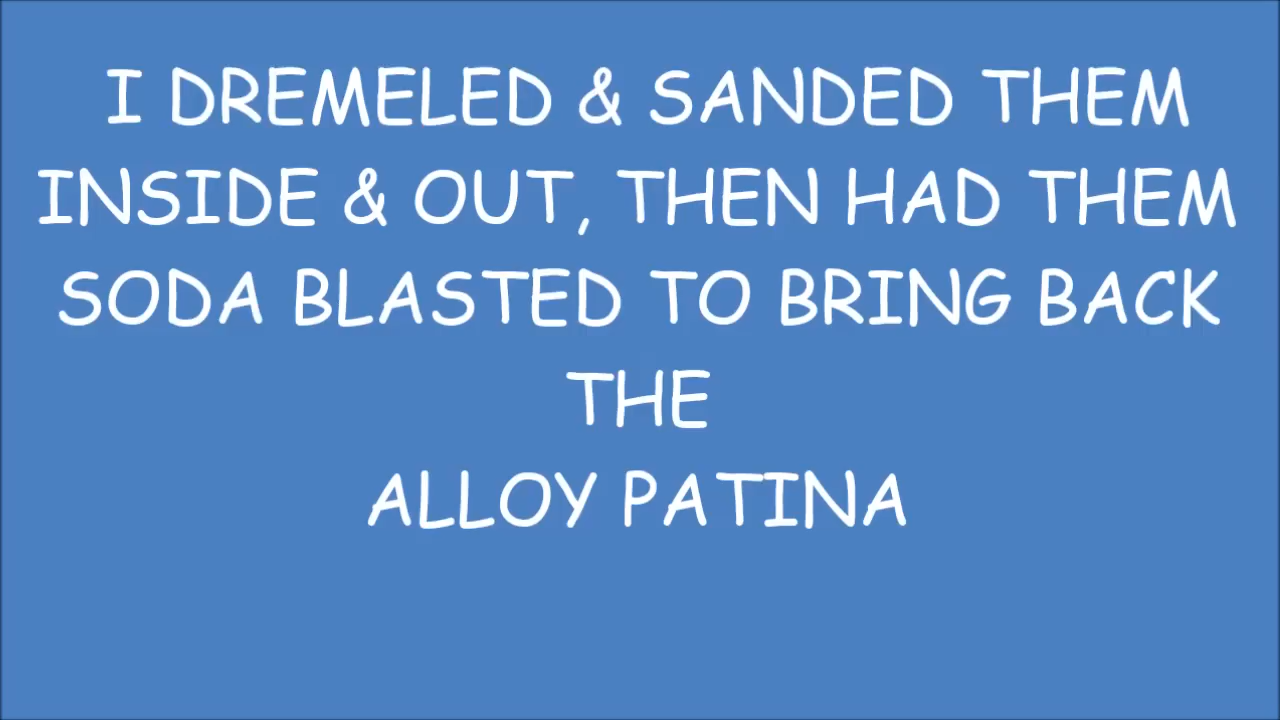 I DREMELED & SANDED THEM
INSIDE & OUT, THEN HAD THEM
SODA BLASTED TO BRING BACK
THE
ALLOY PATINA